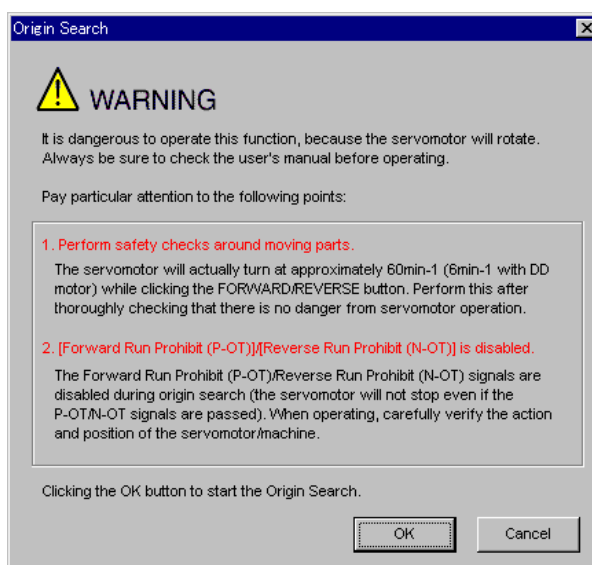 Origin Search
WARNING
It is dangerous to operate this function, because the servomotor will rotate.
Always be sure to check the user's manual before operating.
Pay particular attention to the following points:
1. Perform safety checks around moving parts.
The servomotor will actually turn at approximately 60min-1 (6min-1 with DD
motor) while clicking the FORWARD/REVERSE button. Perform this after
thoroughly checking that there is no danger from servomotor operation.
2. [Forward Run Prohibit (P-OT)]/[Reverse Run Prohibit (N-OT)] is disabled.
The Forward Run Prohibit (P-OT)/Reverse Run Prohibit (N-OT) signals are
disabled during origin search (the servomotor will not stop even if the
P-OT/N-OT signals are passed). When operating, carefully verify the action
and position of the servomotor/machine.
Clicking the OK button to start the Origin Search.
OK
Cancel